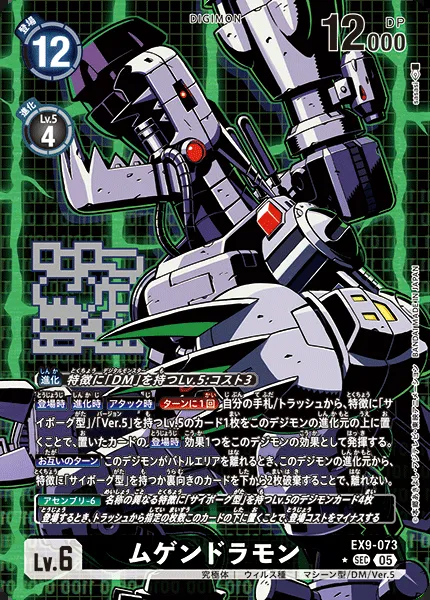 DIGIMON
登場
12
DP
12000
進化
Lv.5
4
進化 特徴に「DM」を持つLv.5:コスト3
登場時 進化時 アタック時 ターンに1回 自分の手札/トラッシュから、特徴に「サ
イボーグ型」/「Ver.5」を持つLv.5のカード1枚をこのデジモンの進化元の上に置
くことで、置いたカードの、登場時効果1つをこのデジモンの効果として発揮する。
お互いのターン このデジモンがバトルエリアを離れるとき、このデジモンの進化元から、
特徴に「サイボーグ型」を持つか裏向きのカードを下から2枚破棄することで、離れない。
アセンブリ-6 名称の異なる特徴に「サイボーグ型」を持つLv.5デジモンカード4枚
登場するとき、トラッシュから指定の枚数このカードの下に置くことで、登場コストをマイナスする
Lv.6
ムゲンドラモン
EX9-073
SEC 05
究極体 | ウィルス種 | マシーン型/DM/Ver.5
BANDAI MADE IN JAPAN